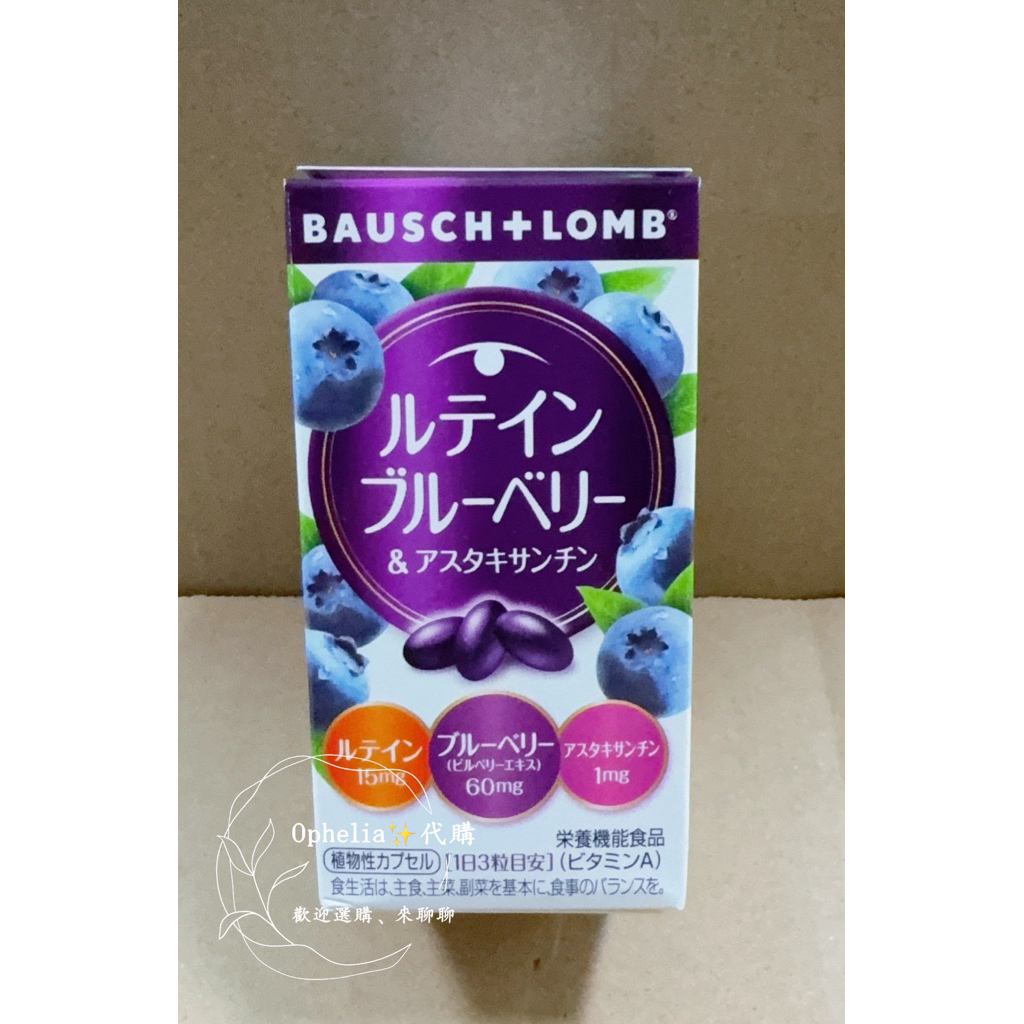 BAUSCH+LOMB®
ルテイン
ブルーベリー
& アスタキサンチン
ルテイン
15mg
ブルーベリー
(ビルベリーエキス)
60mg
アスタキサンチン
1mg
Ophelia✨代購
栄養機能食品
植物性カプセル [1日3粒目安] (ビタミンA)
食生活は、主食、主菜、副菜を基本に、食事のバランスを。
歡迎選購、來聊聊